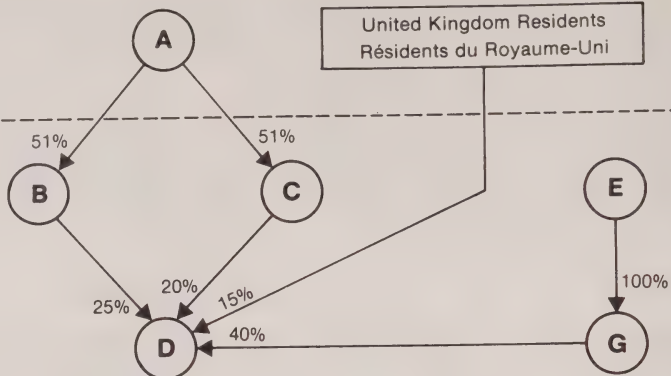 A
United Kingdom Residents
Résidents du Royaume-Uni
51%
51%
B
C
E
25%
20%
15%
100%
D
40%
G